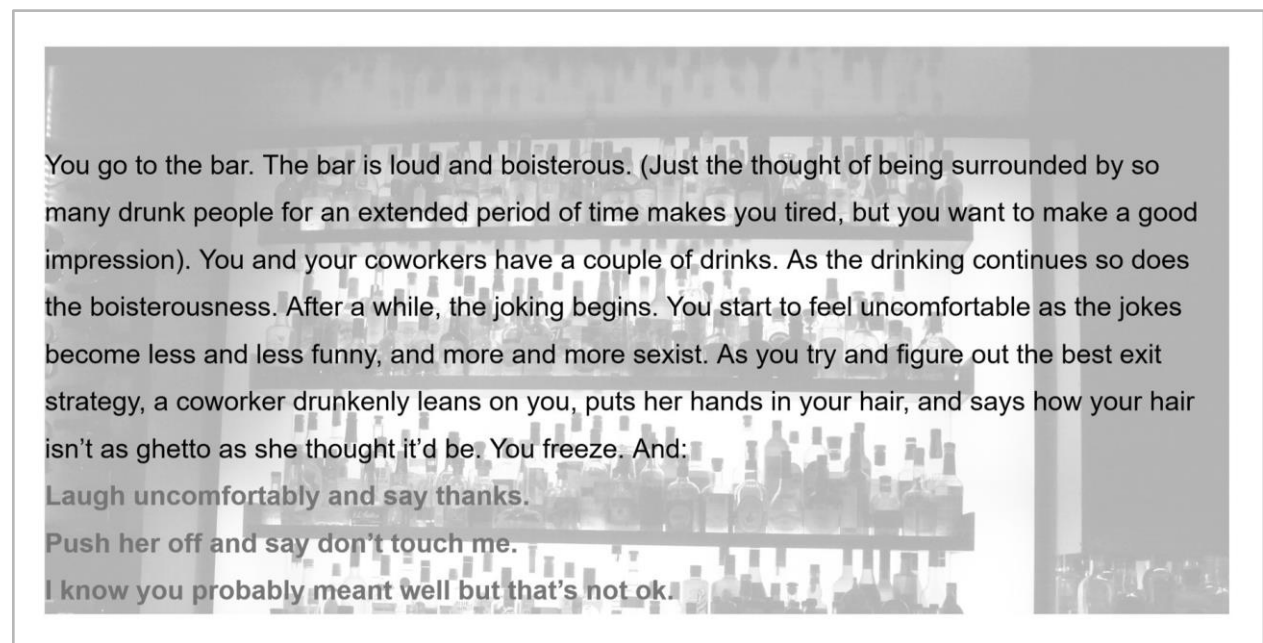 You go to the bar. The bar is loud and boisterous. (Just the thought of being surrounded by so
many drunk people for an extended period of time makes you tired, but you want to make a good
impression). You and your coworkers have a couple of drinks. As the drinking continues so does
the boisterousness. After a while, the joking begins. You start to feel uncomfortable as the jokes
become less and less funny, and more and more sexist. As you try and figure out the best exit
strategy, a coworker drunkenly leans on you, puts her hands in your hair, and says how your hair
isn’t as ghetto as she thought it’d be. You freeze. And:
Laugh uncomfortably and say thanks.
Push her off and say don’t touch me.
I know you probably meant well but that’s not ok.